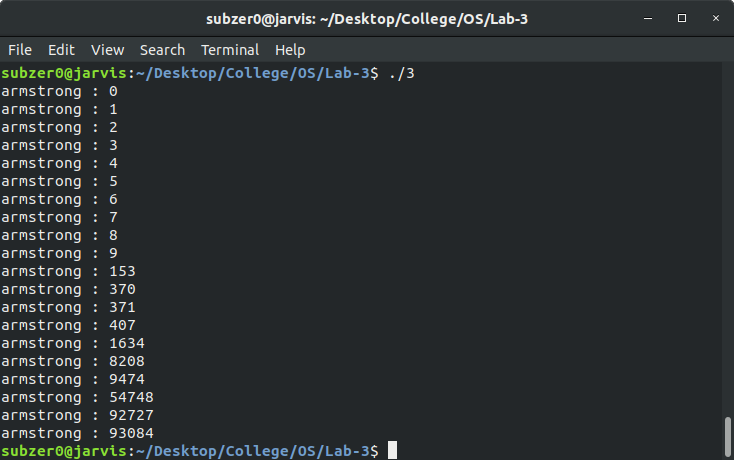 subzer0@jarvis: ~/Desktop/College/OS/Lab-3
File Edit View Search Terminal Help
subzer0@jarvis:~/Desktop/College/OS/Lab-3$ ./3
armstrong : 0
armstrong : 1
armstrong : 2
armstrong : 3
armstrong : 4
armstrong : 5
armstrong : 6
armstrong : 7
armstrong : 8
armstrong : 9
armstrong : 153
armstrong : 370
armstrong : 371
armstrong : 407
armstrong : 1634
armstrong : 8208
armstrong : 9474
armstrong : 54748
armstrong : 92727
armstrong : 93084
subzer0@jarvis:~/Desktop/College/OS/Lab-3$